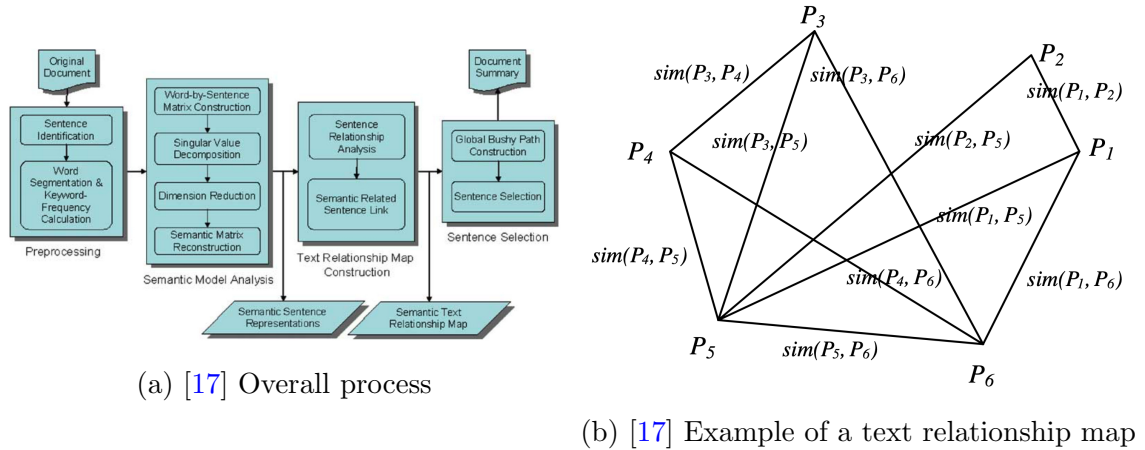 Original
Document
Sentence
Identification
Word
Segmentation &
Keyword-
Frequency
Calculation
Preprocessing
Word-by-Sentence
Matrix Construction
Singular Value
Decomposition
Dimension Reduction
Semantic Matrix
Reconstruction
Semantic Model Analysis
Sentence
Relationship
Analysis
Semantic Related
Sentence Link
Text Relationship Map
Construction
Document
Summary
Global Bushy Path
Construction
Sentence Selection
Sentence Selection
Semantic Sentence
Representations
Semantic Text
Relationship Map
(a) [17] Overall process
P3
P2
sim(P3, P4)
sim(P3, P6)
sim(P1, P2)
P4
sim(P3, P5)
sim(P2, P5)
P1
sim(P1, P5)
sim(P4, P5)
sim(P4, P6)
sim(P1, P6)
P5
sim(P5, P6)
P6
(b) [17] Example of a text relationship map